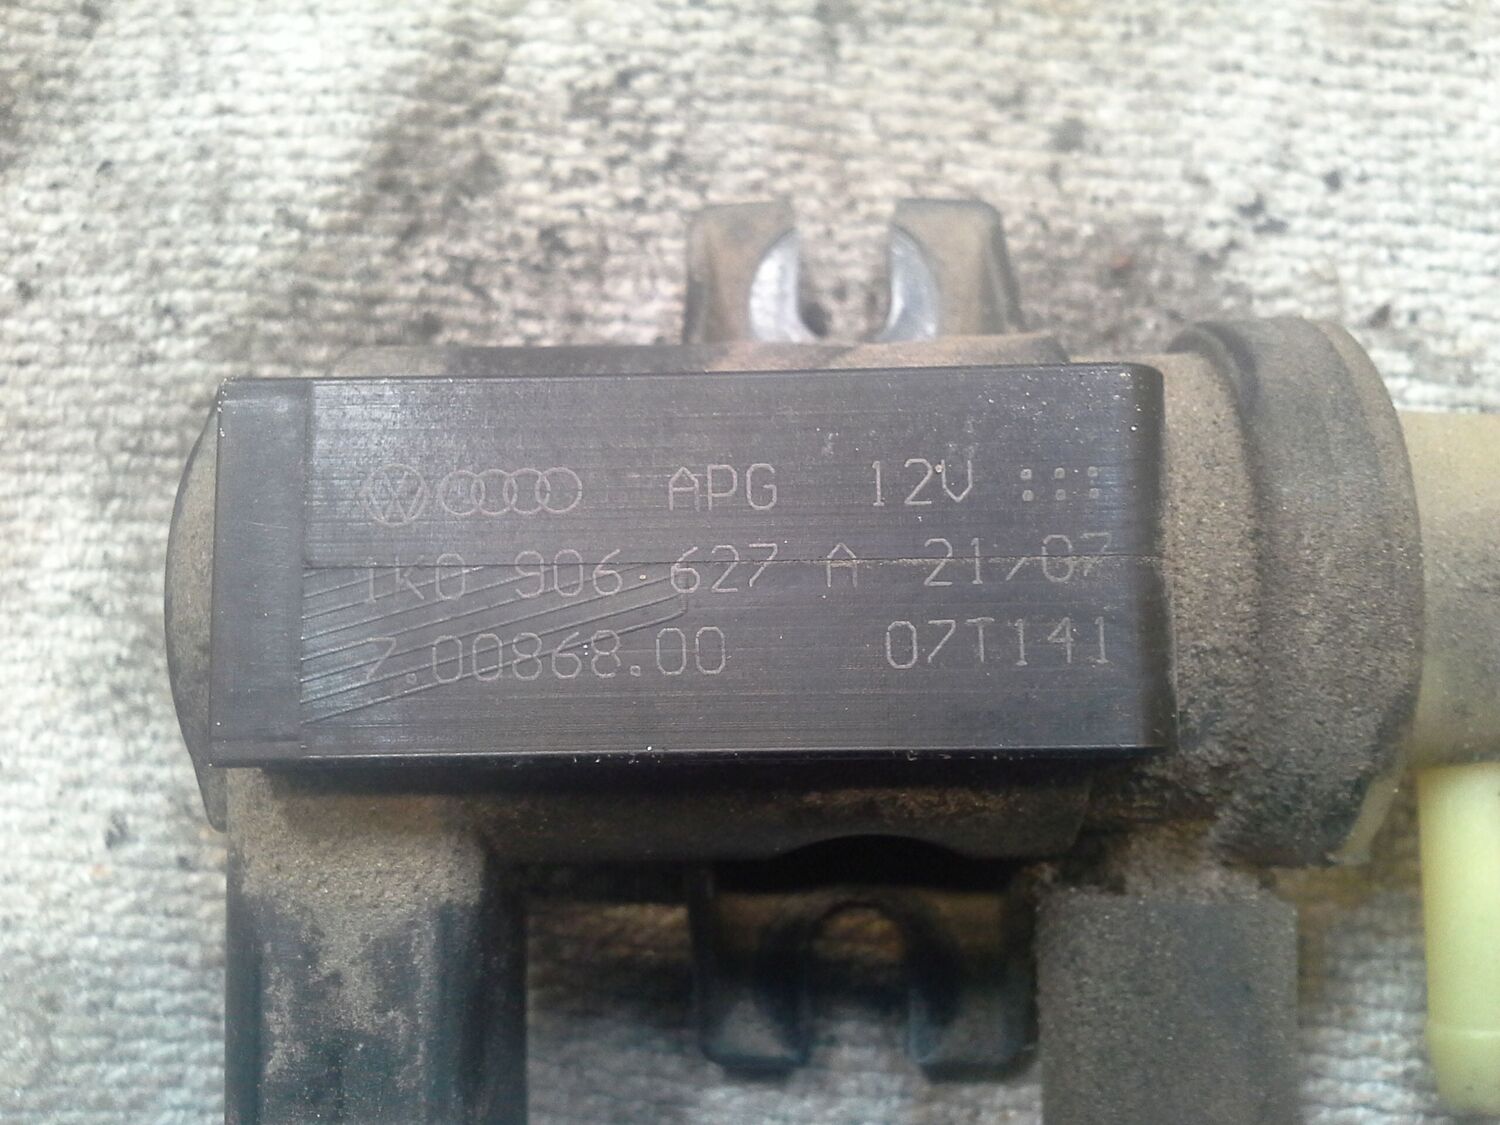 APG 12V
1K0 906 627 A 21/07
7.00868.00 07T141